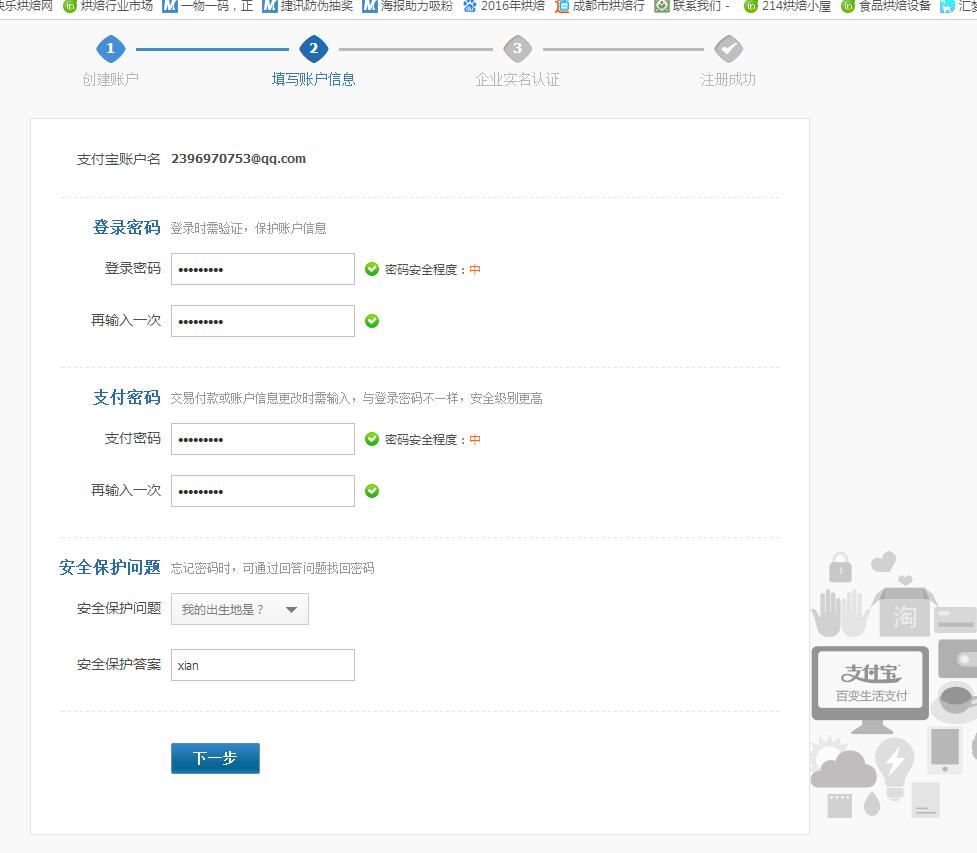 乐烘焙网 烘焙行业市场 一物一码，正 捷讯防伪抽奖 海报助力吸粉 2016年烘焙 成都市烘焙行 联系我们 - 214烘焙小屋 食品烘焙设备
1 2 3
创建账户 填写账户信息 企业实名认证 注册成功
支付宝账户名 2396970753@qq.com
登录密码 登录时需验证，保护账户信息
登录密码 ••••••••• 密码安全程度：中
再输入一次 •••••••••
支付密码 交易付款或账户信息更改时需输入，与登录密码不一样，安全级别更高
支付密码 ••••••••• 密码安全程度：中
再输入一次 •••••••••
安全保护问题 忘记密码时，可通过回答问题找回密码
安全保护问题 我的出生地是？
淘
安全保护答案 xian
支付宝
百变生活支付
下一步